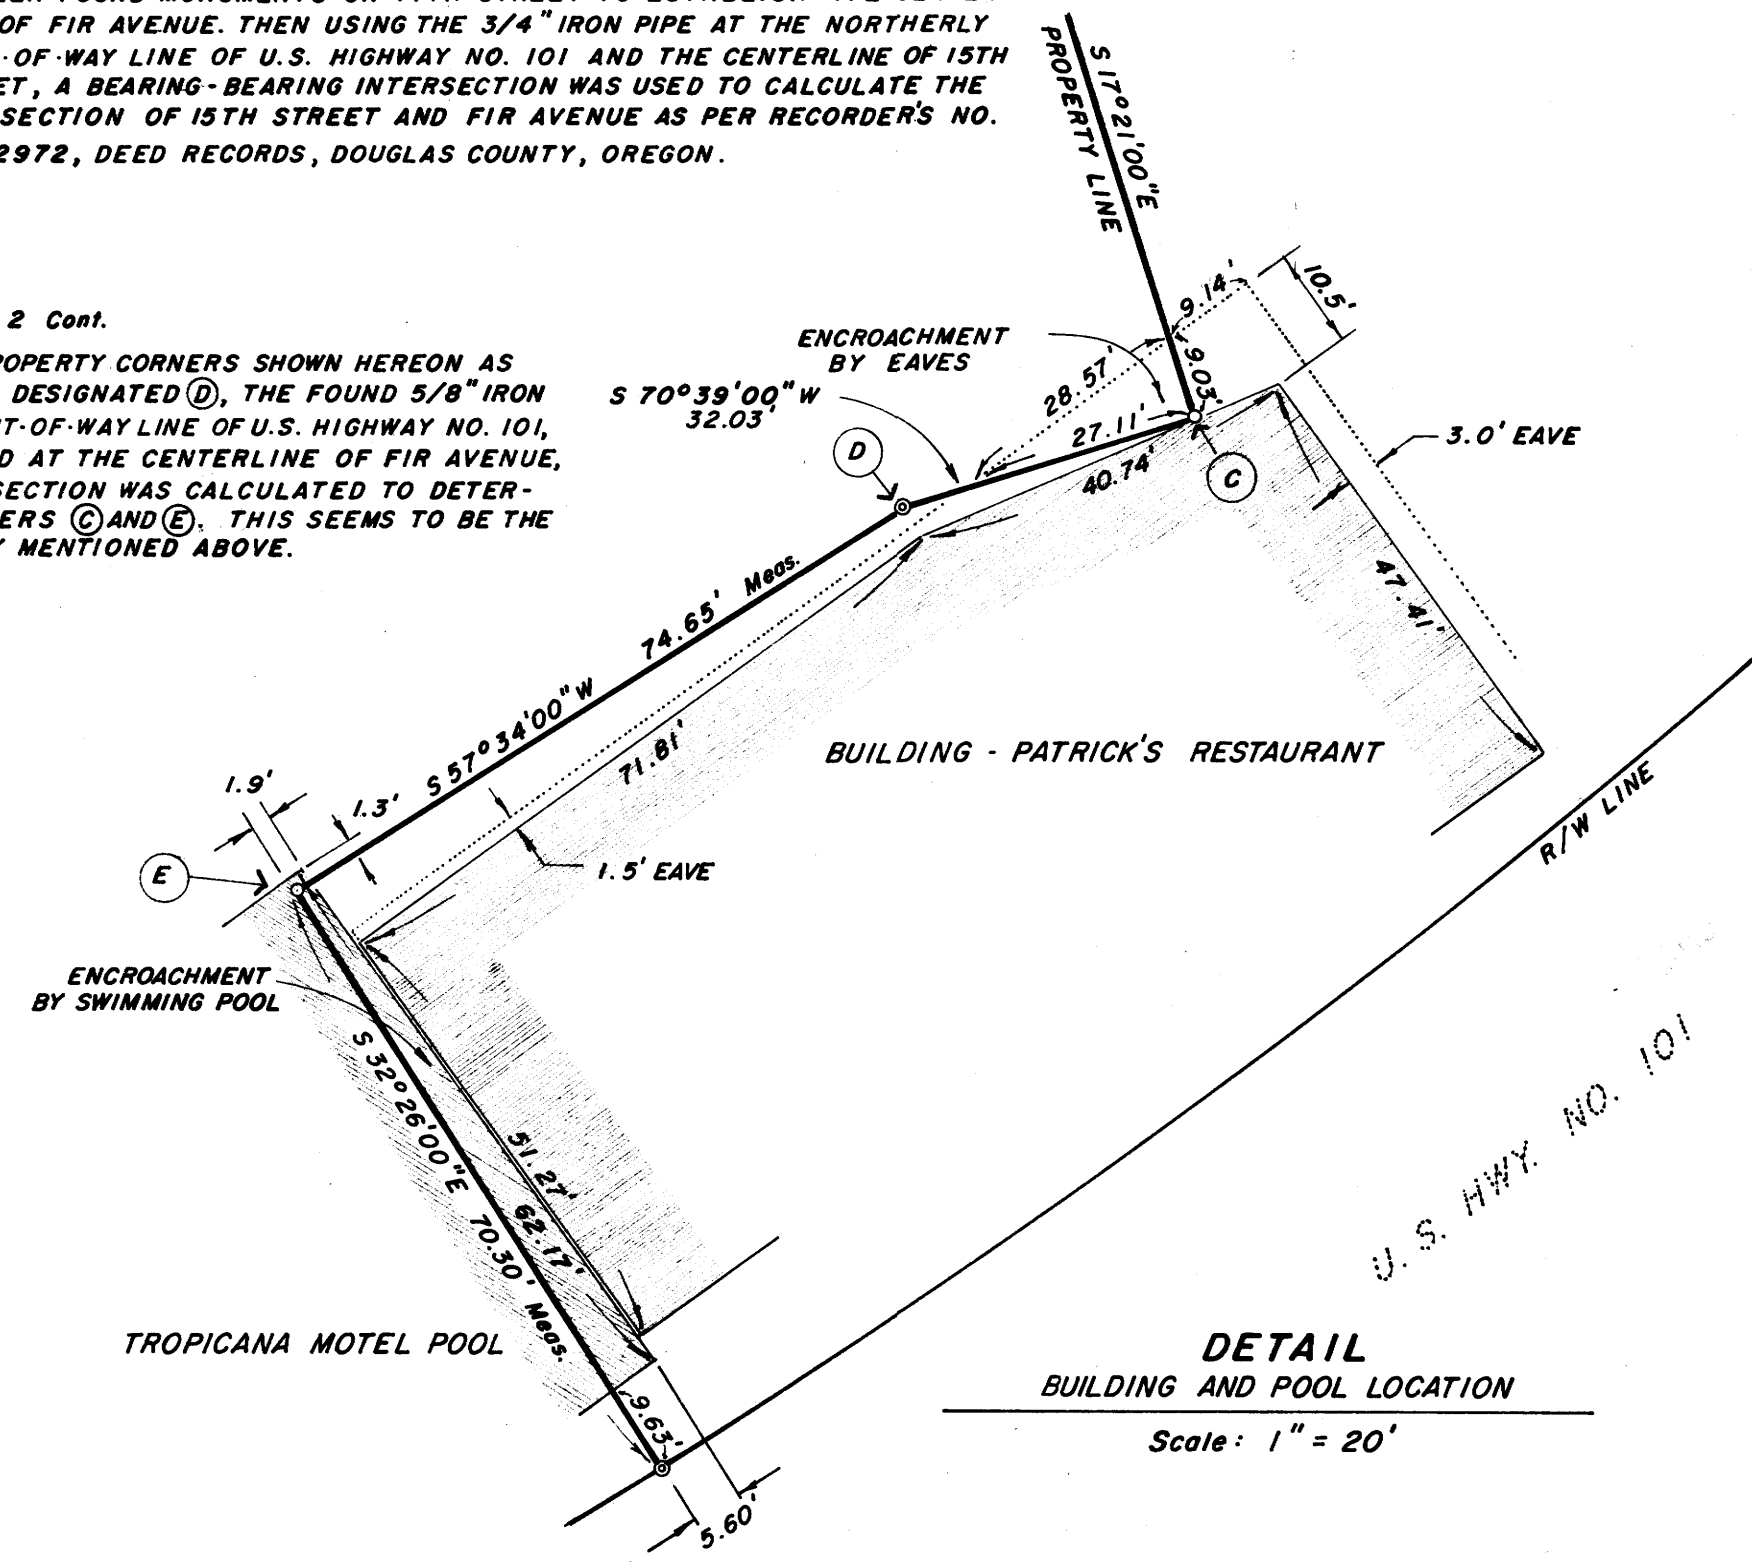 OF FIR AVENUE. THEN USING THE 3/4" IRON PIPE AT THE NORTHERLY
-OF-WAY LINE OF U.S. HIGHWAY NO. 101 AND THE CENTERLINE OF 15TH
ET, A BEARING-BEARING INTERSECTION WAS USED TO CALCULATE THE
SECTION OF 15TH STREET AND FIR AVENUE AS PER RECORDER'S NO.
2972, DEED RECORDS, DOUGLAS COUNTY, OREGON.
2 Cont.
ROPERTY CORNERS SHOWN HEREON AS
DESIGNATED (D), THE FOUND 5/8" IRON
T-OF-WAY LINE OF U.S. HIGHWAY NO. 101,
D AT THE CENTERLINE OF FIR AVENUE,
SECTION WAS CALCULATED TO DETER-
ERS (C) AND (E). THIS SEEMS TO BE THE
Y MENTIONED ABOVE.
S 17°21'00" E
PROPERTY LINE
9.14'
10.5'
ENCROACHMENT
BY EAVES
9.03'
28.57'
S 70°39'00" W
32.03'
27.11'
D
C
40.74'
3.0' EAVE
74.65' Meas.
S 57°34'00" W
47.41'
71.81'
BUILDING - PATRICK'S RESTAURANT
1.9'
1.3'
E
1.5' EAVE
R/W LINE
ENCROACHMENT
BY SWIMMING POOL
S 32°26'00" E 70.30' Meas.
51.27'
62.17'
U.S. HWY. NO. 101
TROPICANA MOTEL POOL
9.63'
5.60'
DETAIL
BUILDING AND POOL LOCATION
Scale: 1" = 20'